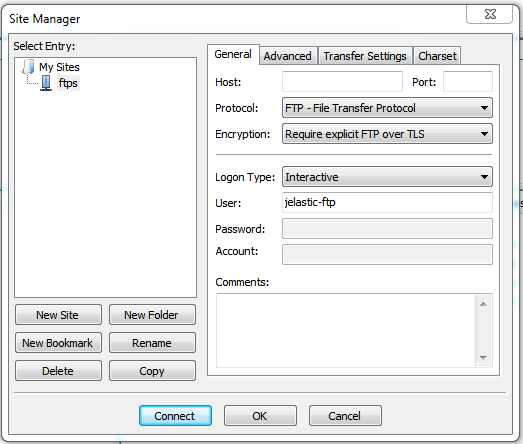 Site Manager
Select Entry:
My Sites
ftps
New Site
New Folder
New Bookmark
Rename
Delete
Copy
General
Advanced
Transfer Settings
Charset
Host:
Port:
Protocol:
FTP - File Transfer Protocol
Encryption:
Require explicit FTP over TLS
Logon Type:
Interactive
User:
jelastic-ftp
Password:
Account:
Comments:
Connect
OK
Cancel